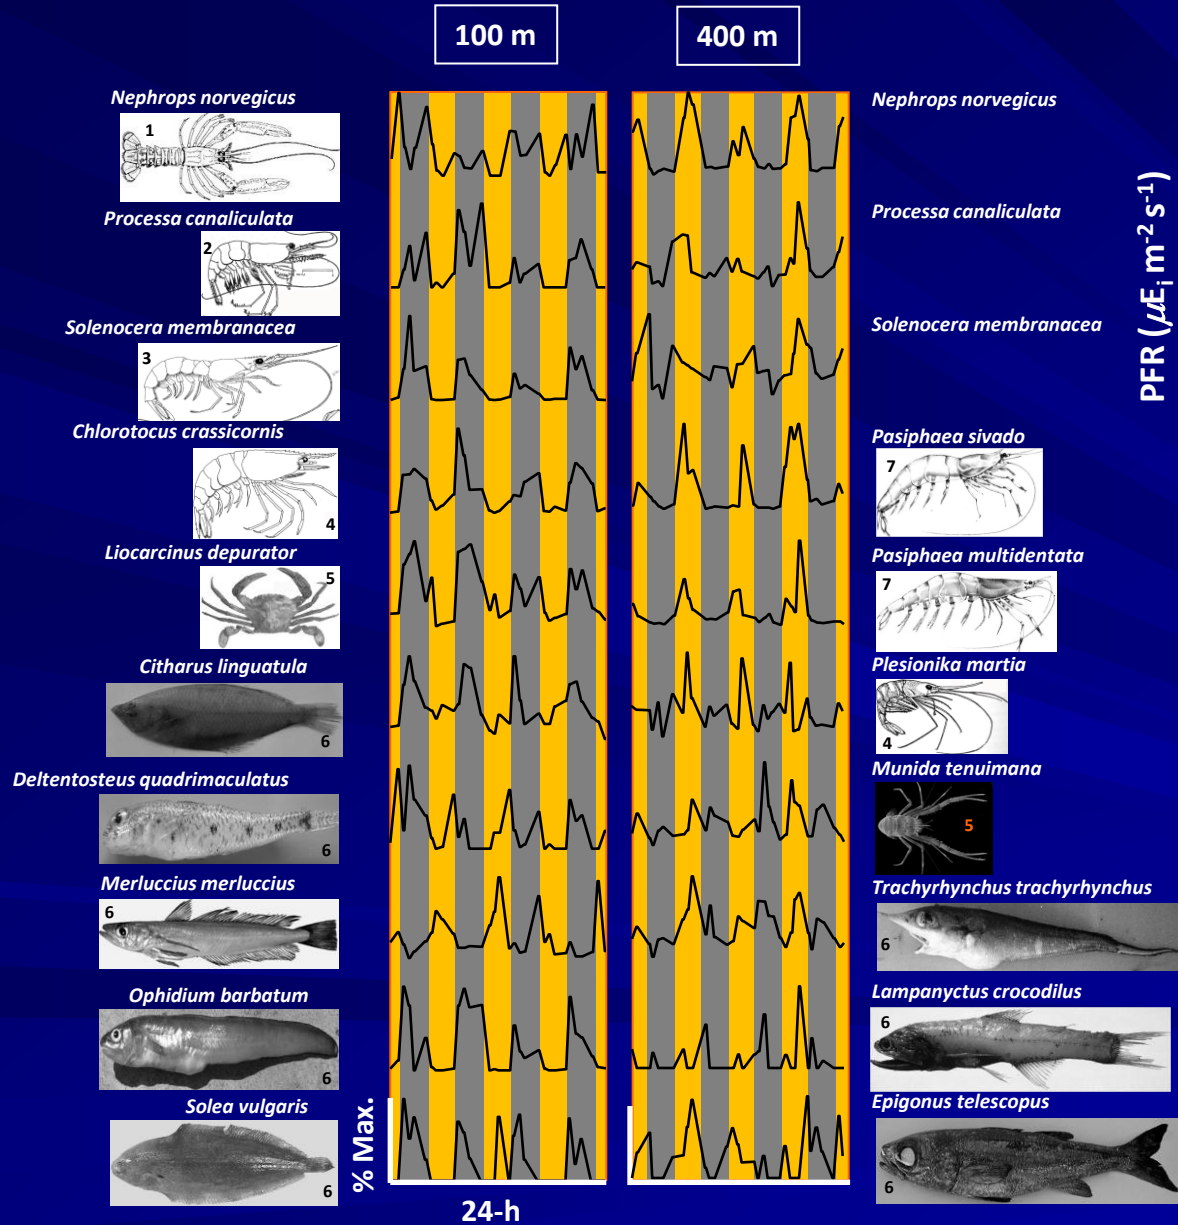 100 m
400 m
Nephrops norvegicus
1
Processa canaliculata
2
Solenocera membranacea
3
Chlorotocus crassicornis
4
Liocarcinus depurator
5
Citharus linguatula
6
Deltentosteus quadrimaculatus
6
Merluccius merluccius
6
Ophidium barbatum
6
Solea vulgaris
6
% Max.
24-h
Nephrops norvegicus
Processa canaliculata
Solenocera membranacea
Pasiphaea sivado
7
Pasiphaea multidentata
7
Plesionika martia
4
Munida tenuimana
5
Trachyrhynchus trachyrhynchus
6
Lampanyctus crocodilus
6
Epigonus telescopus
6
PFR (µEi m-2 s-1)